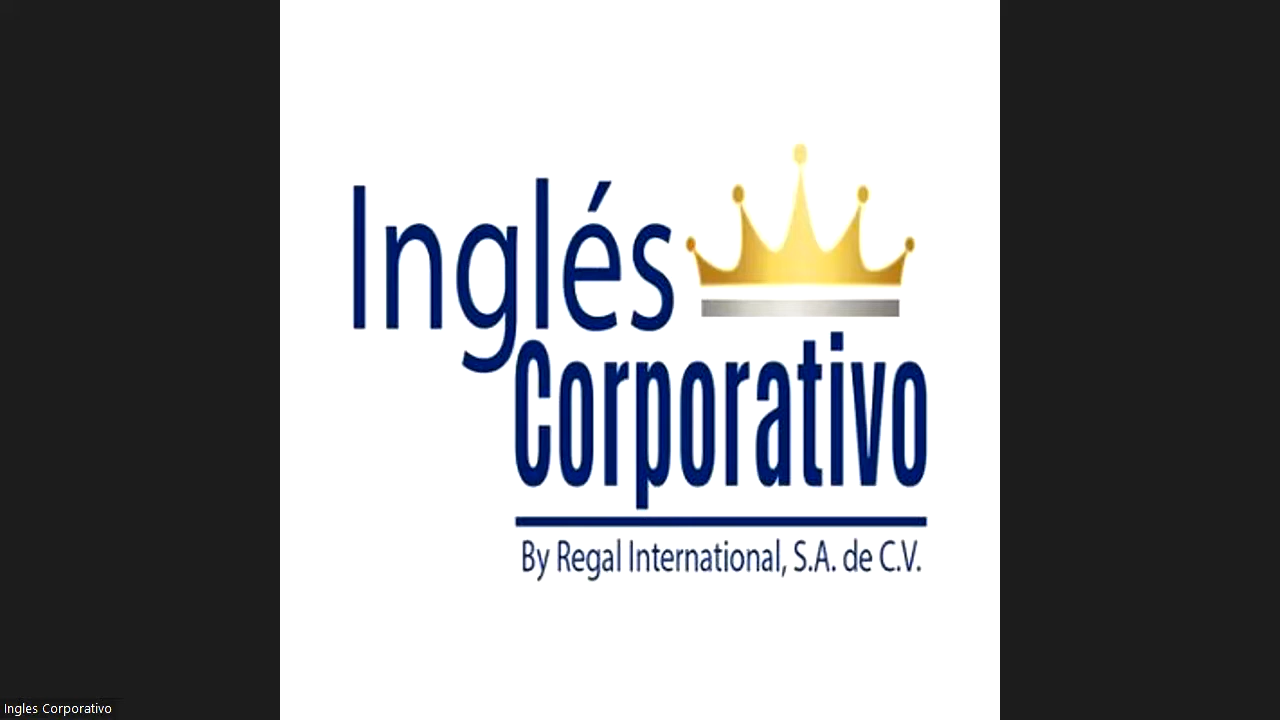 Inglés
Corporativo
By Regal International, S.A. de C.V.
Ingles Corporativo